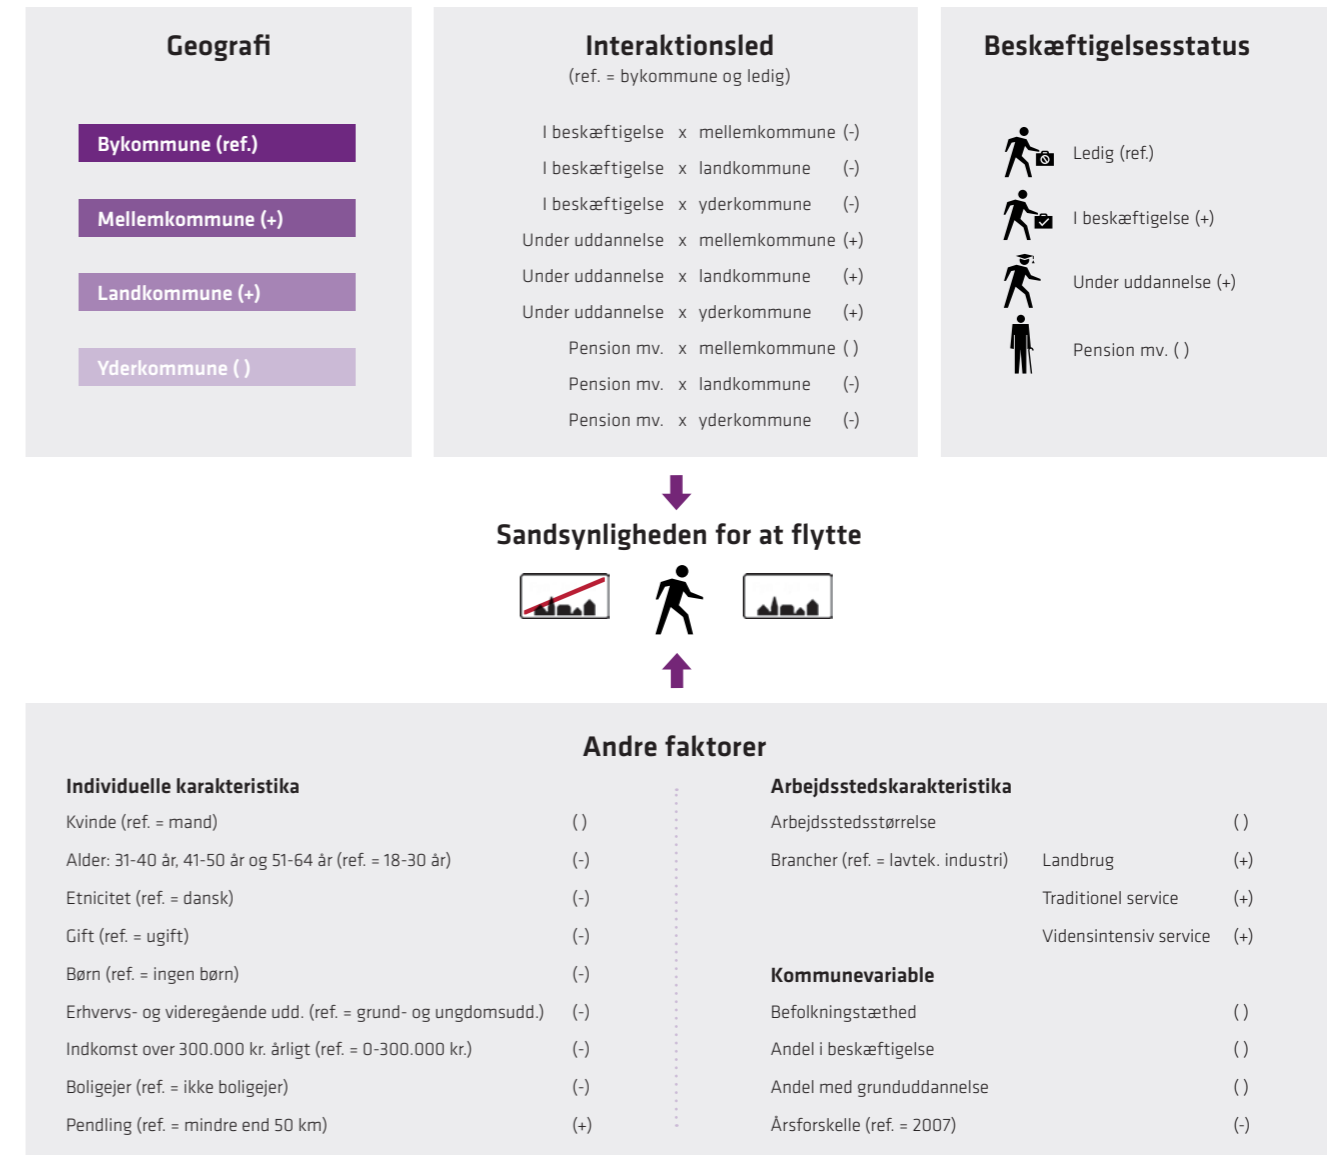 Geografi
Bykommune (ref.)
Mellemkommune (+)
Landkommune (+)
Yderkommune ( )
Interaktionsled
(ref. = bykommune og ledig)
I beskæftigelse x mellemkommune (-)
I beskæftigelse x landkommune (-)
I beskæftigelse x yderkommune (-)
Under uddannelse x mellemkommune (+)
Under uddannelse x landkommune (+)
Under uddannelse x yderkommune (+)
Pension mv. x mellemkommune ( )
Pension mv. x landkommune (-)
Pension mv. x yderkommune (-)
Beskæftigelsesstatus
Ledig (ref.)
I beskæftigelse (+)
Under uddannelse (+)
Pension mv. ( )
Sandsynligheden for at flytte
Andre faktorer
Individuelle karakteristika
Kvinde (ref. = mand) ( )
Alder: 31-40 år, 41-50 år og 51-64 år (ref. = 18-30 år) (-)
Etnicitet (ref. = dansk) (-)
Gift (ref. = ugift) (-)
Børn (ref. = ingen børn) (-)
Erhvervs- og videregående udd. (ref. = grund- og ungdomsudd.) (-)
Indkomst over 300.000 kr. årligt (ref. = 0-300.000 kr.) (-)
Boligejer (ref. = ikke boligejer) (-)
Pendling (ref. = mindre end 50 km) (+)
Arbejdsstedskarakteristika
Arbejdsstedsstørrelse ( )
Brancher (ref. = lavtek. industri) Landbrug (+)
Traditionel service (+)
Vidensintensiv service (+)
Kommunevariable
Befolkningstæthed ( )
Andel i beskæftigelse ( )
Andel med grunduddannelse ( )
Årsforskelle (ref. = 2007) (-)